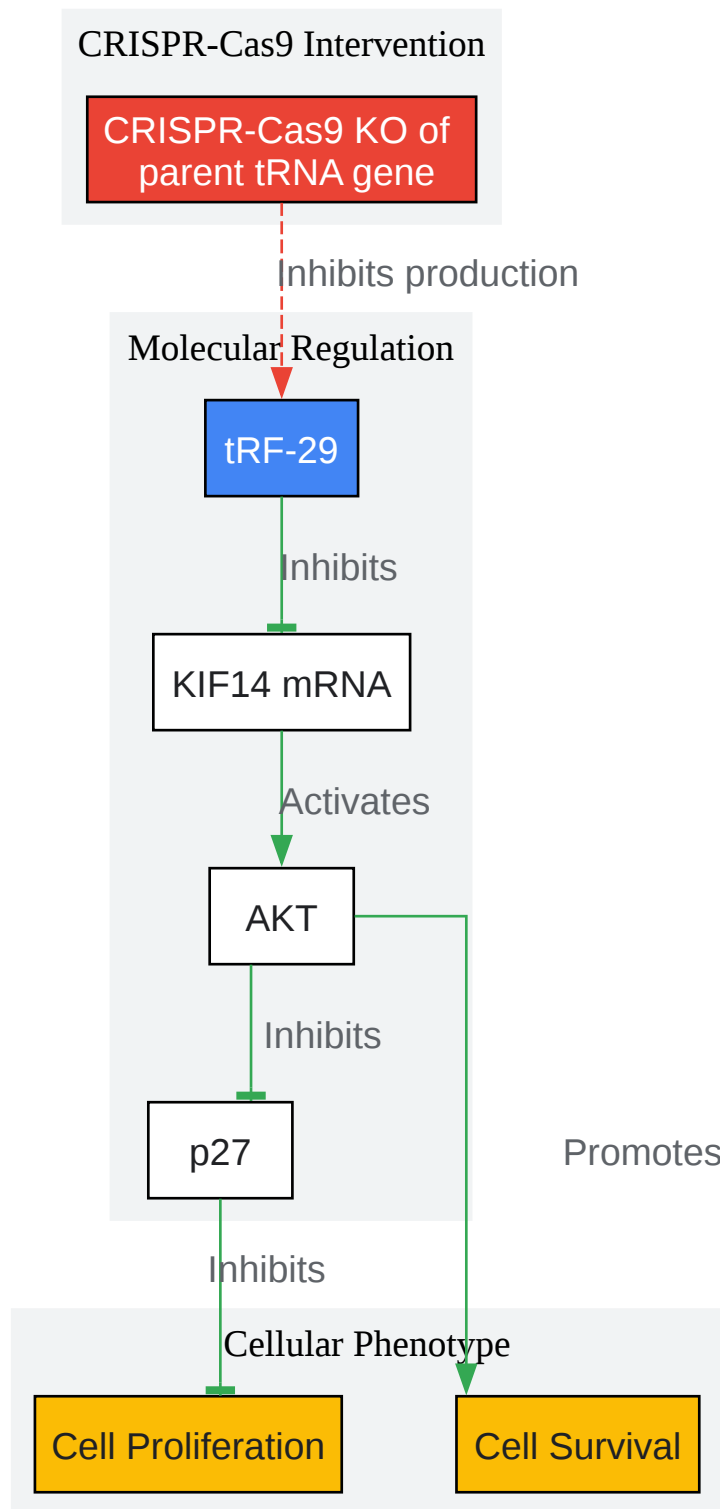 CRISPR-Cas9 Intervention
CRISPR-Cas9 KO of
parent tRNA gene
Inhibits production
Molecular Regulation
tRF-29
Inhibits
KIF14 mRNA
Activates
AKT
Inhibits
p27
Promotes
Inhibits
Cellular Phenotype
Cell Proliferation
Cell Survival